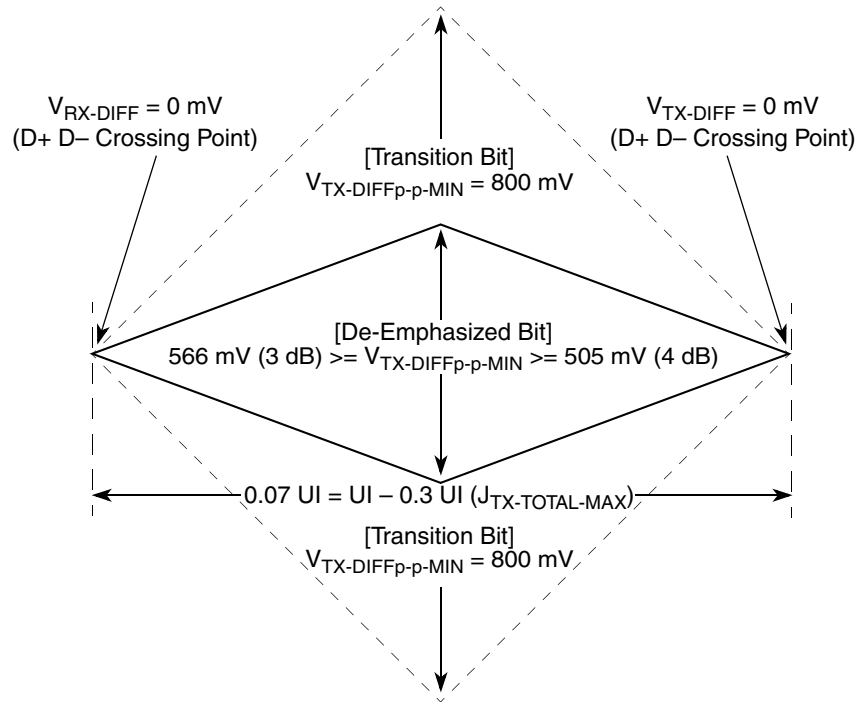 V_RX-DIFF = 0 mV
(D+ D– Crossing Point)
V_TX-DIFF = 0 mV
(D+ D– Crossing Point)
[Transition Bit]
V_TX-DIFFp-p-MIN = 800 mV
[De-Emphasized Bit]
566 mV (3 dB) >= V_TX-DIFFp-p-MIN >= 505 mV (4 dB)
0.07 UI = UI – 0.3 UI (J_TX-TOTAL-MAX)
[Transition Bit]
V_TX-DIFFp-p-MIN = 800 mV